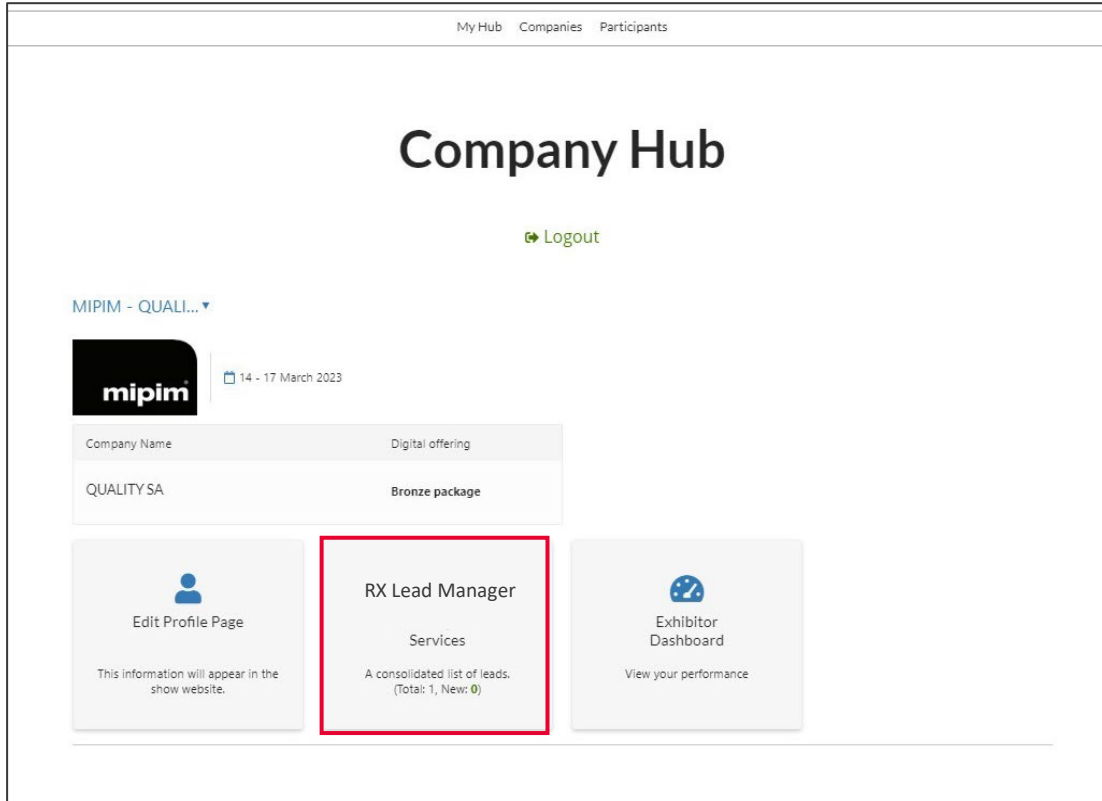 My Hub Companies Participants
Company Hub
Logout
MIPIM - QUALI...
mipim
14 - 17 March 2023
Company Name Digital offering
QUALITY SA Bronze package
Edit Profile Page
This information will appear in the
show website.
RX Lead Manager
Services
A consolidated list of leads.
(Total: 1, New: 0)
Exhibitor
Dashboard
View your performance